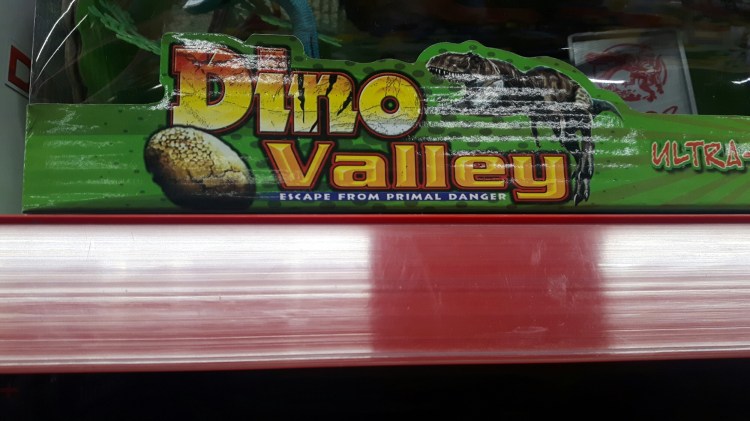 Dino
Valley
ESCAPE FROM PRIMAL DANGER
ULTRA